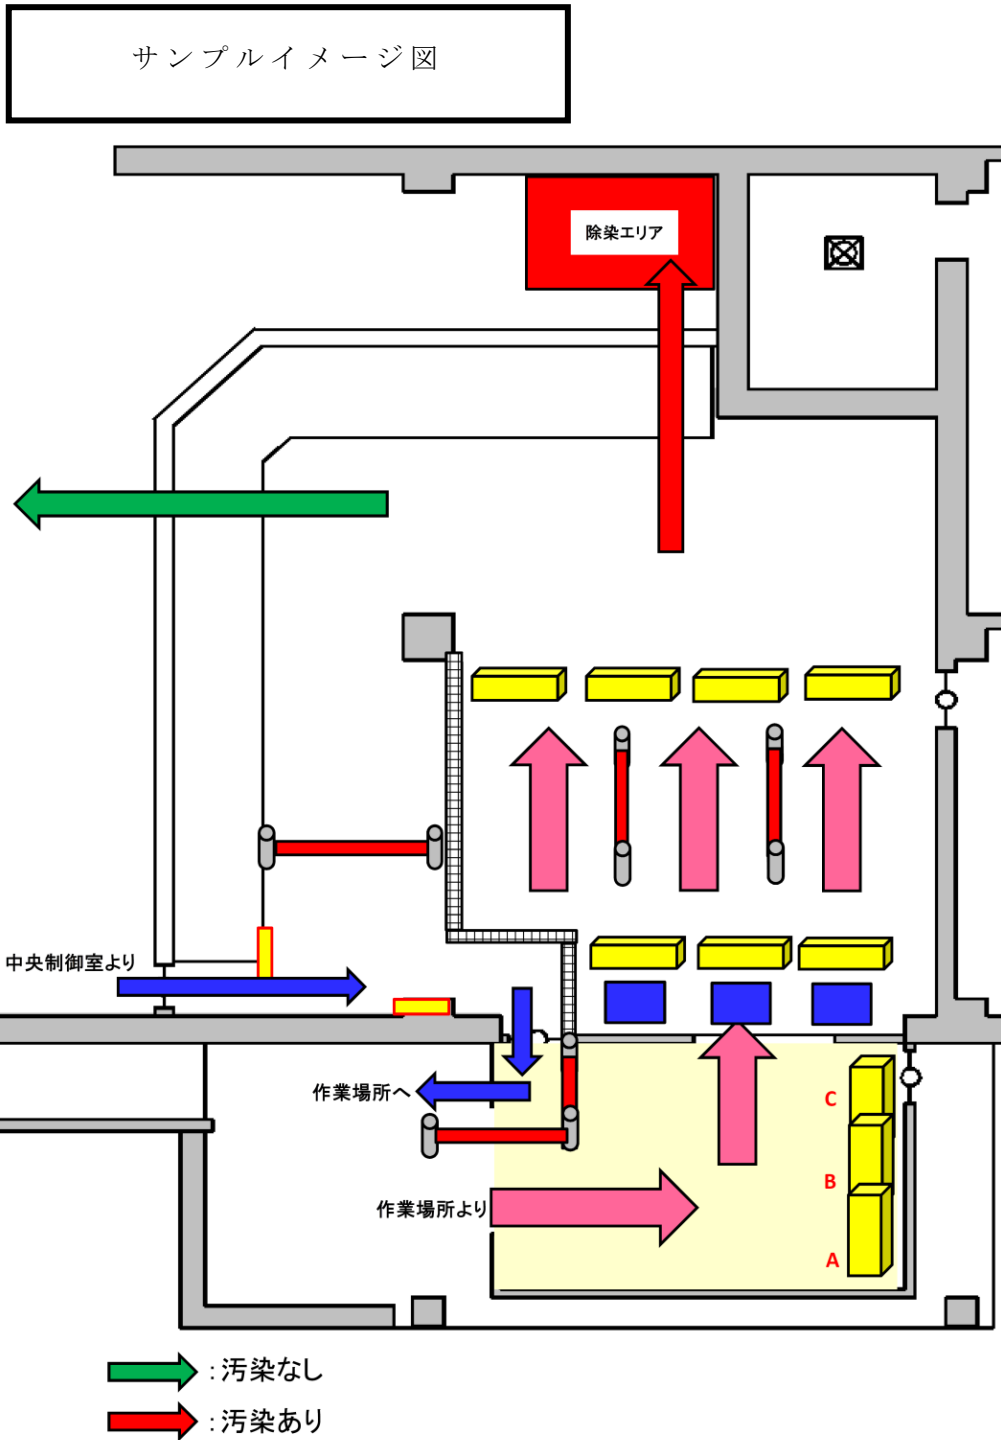 サンプルイメージ図
除染エリア
中央制御室より
作業場所へ
C
B
作業場所より
A
:汚染なし
:汚染あり